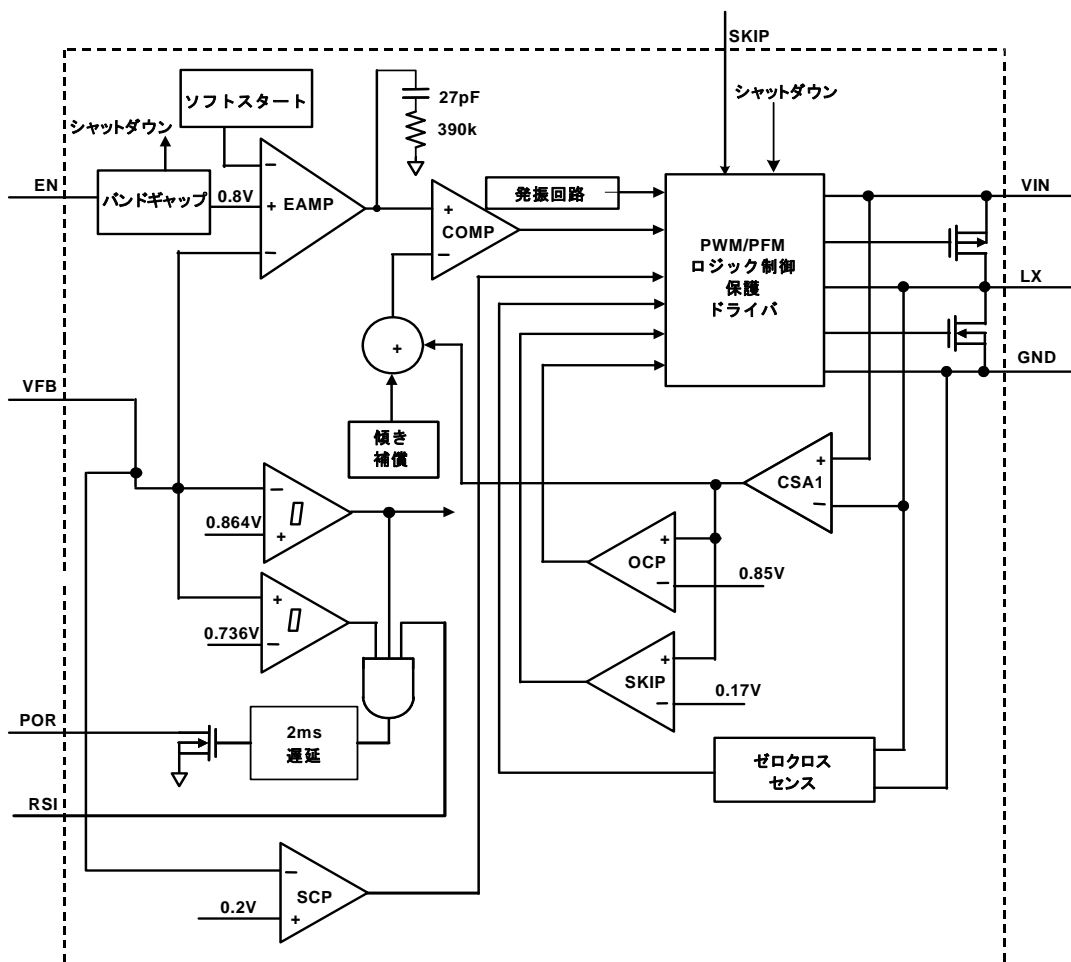 SKIP
ソフトスタート
27pF
390k
シャットダウン
シャットダウン
EN
バンドギャップ
0.8V
EAMP
COMP
発振回路
VIN
PWM/PFM
ロジック制御
保護
ドライバ
LX
GND
VFB
傾き
補償
CSA1
0.864V
OCP
0.85V
0.736V
SKIP
0.17V
POR
2ms
遅延
ゼロクロス
センス
RSI
SCP
0.2V